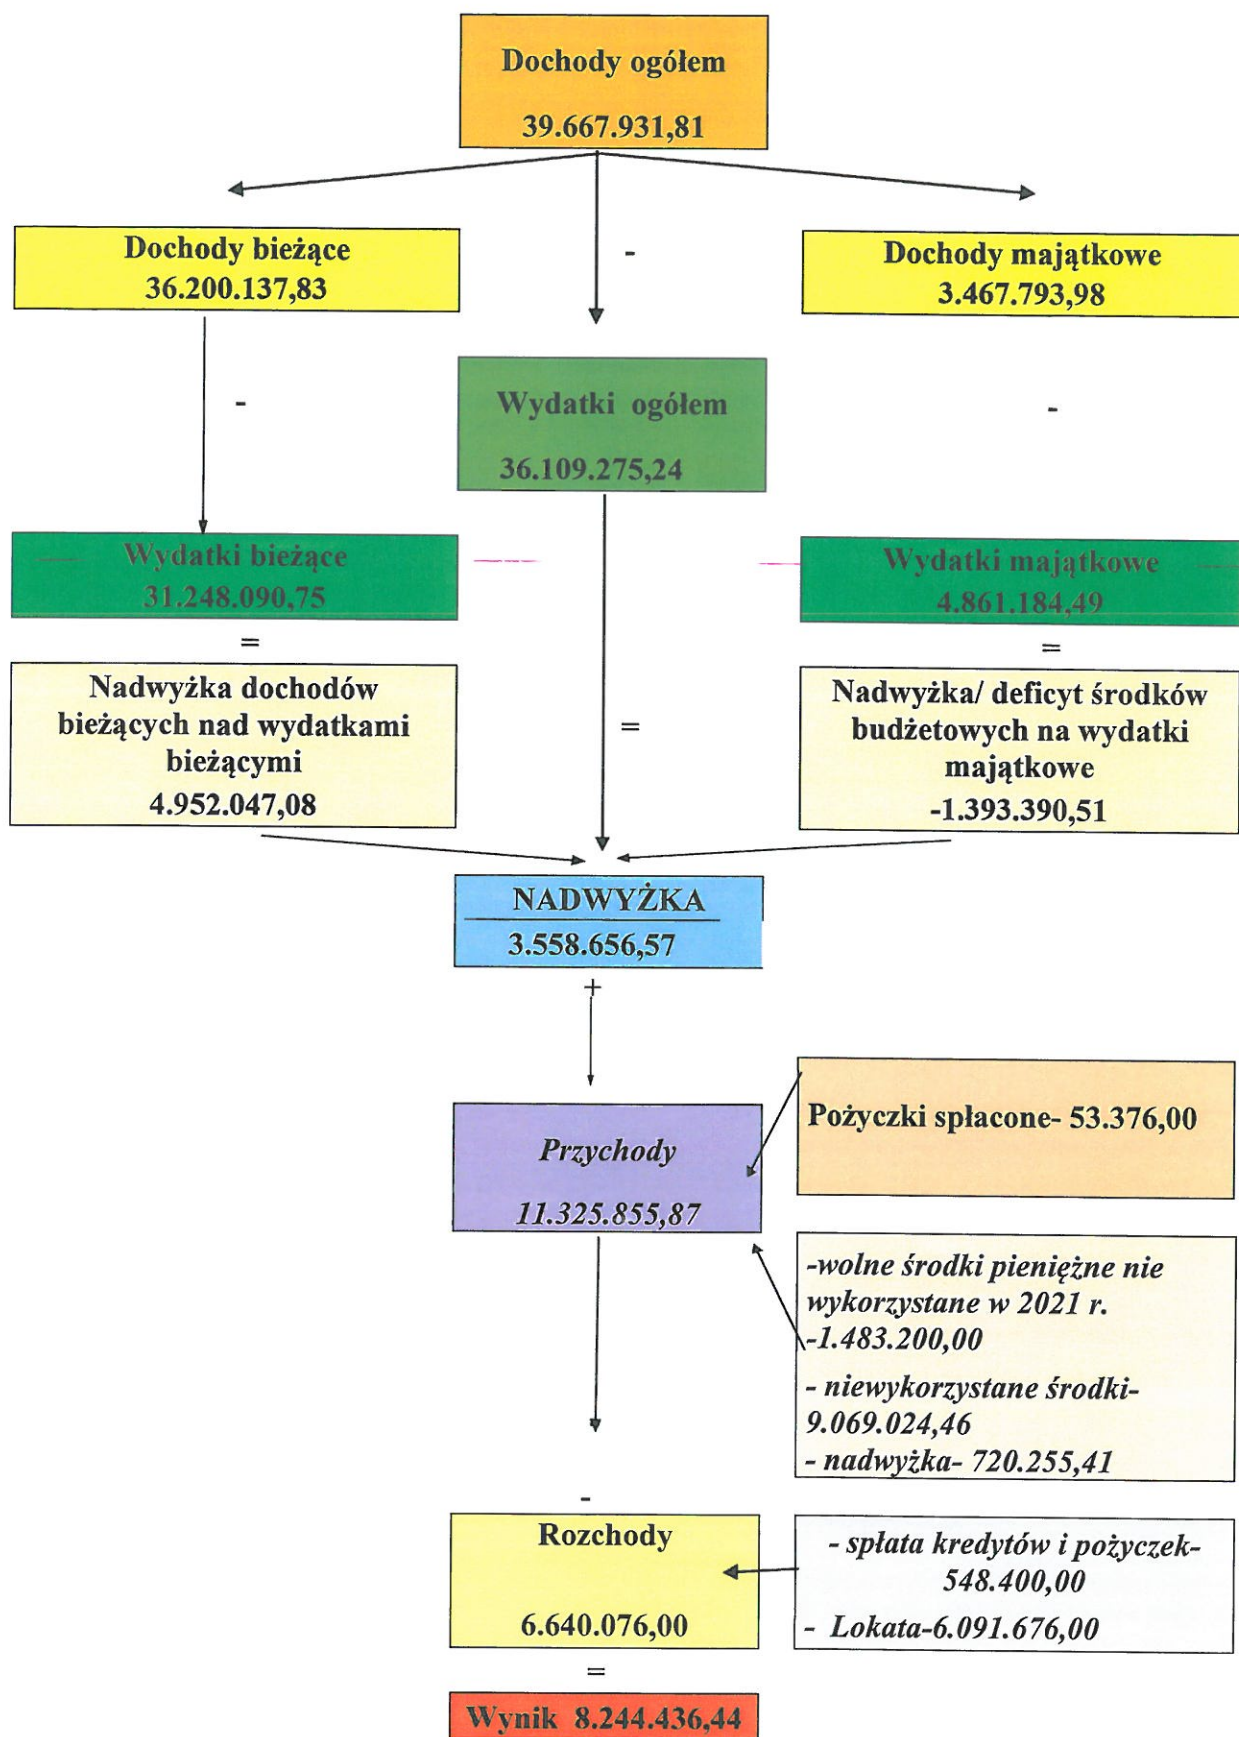 Dochody ogółem
39.667.931,81
Dochody bieżące
36.200.137,83
-
Dochody majątkowe
3.467.793,98
-
Wydatki ogółem
36.109.275,24
-
Wydatki bieżące
31.248.090,75
=
Wydatki majątkowe
4.861.184,49
=
Nadwyżka dochodów
bieżących nad wydatkami
bieżącymi
4.952.047,08
=
Nadwyżka/ deficyt środków
budżetowych na wydatki
majątkowe
-1.393.390,51
NADWYŻKA
3.558.656,57
+
Przychody
11.325.855,87
Pożyczki spłacone- 53.376,00
-wolne środki pieniężne nie
wykorzystane w 2021 r.
-1.483.200,00
- niewykorzystane środki-
9.069.024,46
- nadwyżka- 720.255,41
-
Rozchody
6.640.076,00
- spłata kredytów i pożyczek-
548.400,00
- Lokata-6.091.676,00
=
Wynik 8.244.436,44